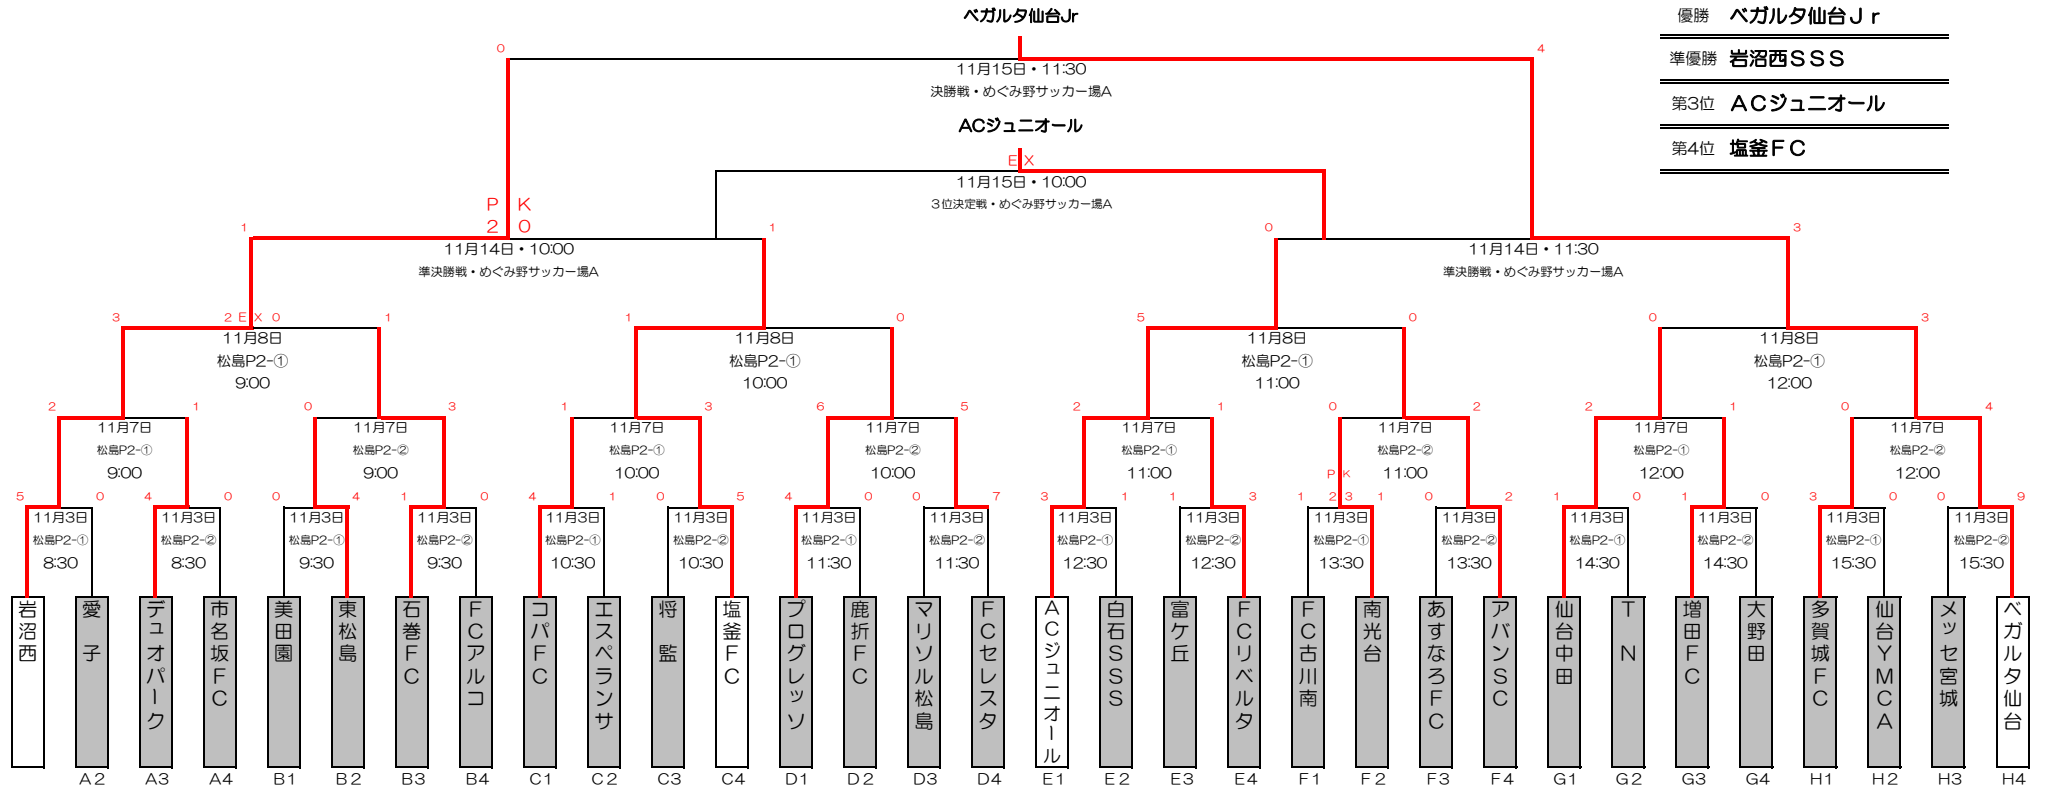 ベガルタ仙台Jr
優勝 ベガルタ仙台Ｊｒ
0 4
11月15日・11:30
決勝戦・めぐみ野サッカー場A
準優勝 岩沼西ＳＳＳ
第3位 ＡＣジュニオール
ACジュニオール
第4位 塩釜ＦＣ
ＥＸ
11月15日・10:00
3位決定戦・めぐみ野サッカー場A
Ｐ Ｋ
2 0
1 1 0 3
11月14日・10:00 11月14日・11:30
準決勝戦・めぐみ野サッカー場A 準決勝戦・めぐみ野サッカー場A
3 2 ＥＸ 0 1 1 0 5 0 0 3
11月8日 11月8日 11月8日 11月8日
松島P2-① 松島P2-① 松島P2-① 松島P2-①
9:00 10:00 11:00 12:00
2 1 0 3 1 3 6 5 2 1 0 2 2 1 0 4
11月7日 11月7日 11月7日 11月7日 11月7日 11月7日 11月7日 11月7日
松島P2-① 松島P2-② 松島P2-① 松島P2-② 松島P2-① 松島P2-② 松島P2-① 松島P2-②
9:00 9:00 10:00 10:00 11:00 11:00 12:00 12:00
Ｐ Ｋ
5 0 4 0 0 4 1 0 4 1 0 5 4 0 0 7 3 1 1 3 1 2 3 1 0 2 1 0 1 0 3 0 0 9
11月3日 11月3日 11月3日 11月3日 11月3日 11月3日 11月3日 11月3日 11月3日 11月3日 11月3日 11月3日 11月3日 11月3日 11月3日 11月3日
松島P2-① 松島P2-② 松島P2-① 松島P2-② 松島P2-① 松島P2-② 松島P2-① 松島P2-② 松島P2-① 松島P2-② 松島P2-① 松島P2-② 松島P2-① 松島P2-② 松島P2-① 松島P2-②
8:30 8:30 9:30 9:30 10:30 10:30 11:30 11:30 12:30 12:30 13:30 13:30 14:30 14:30 15:30 15:30
岩沼西
愛子
デュオパーク
市名坂ＦＣ
美田園
東松島
石巻ＦＣ
ＦＣアルコ
コパＦＣ
エスペランサ
将監
塩釜ＦＣ
プログレッソ
鹿折ＦＣ
マリソル松島
ＦＣセレスタ
ＡＣジュニオール
白石ＳＳＳ
富ケ丘
ＦＣリベルタ
ＦＣ古川南
南光台
あすなろＦＣ
アバンＳＣ
仙台中田
ＴＮ
増田ＦＣ
大野田
多賀城ＦＣ
仙台ＹＭＣＡ
メッセ宮城
ベガルタ仙台
A2 A3 A4 B1 B2 B3 B4 C1 C2 C3 C4 D1 D2 D3 D4 E1 E2 E3 E4 F1 F2 F3 F4 G1 G2 G3 G4 H1 H2 H3 H4